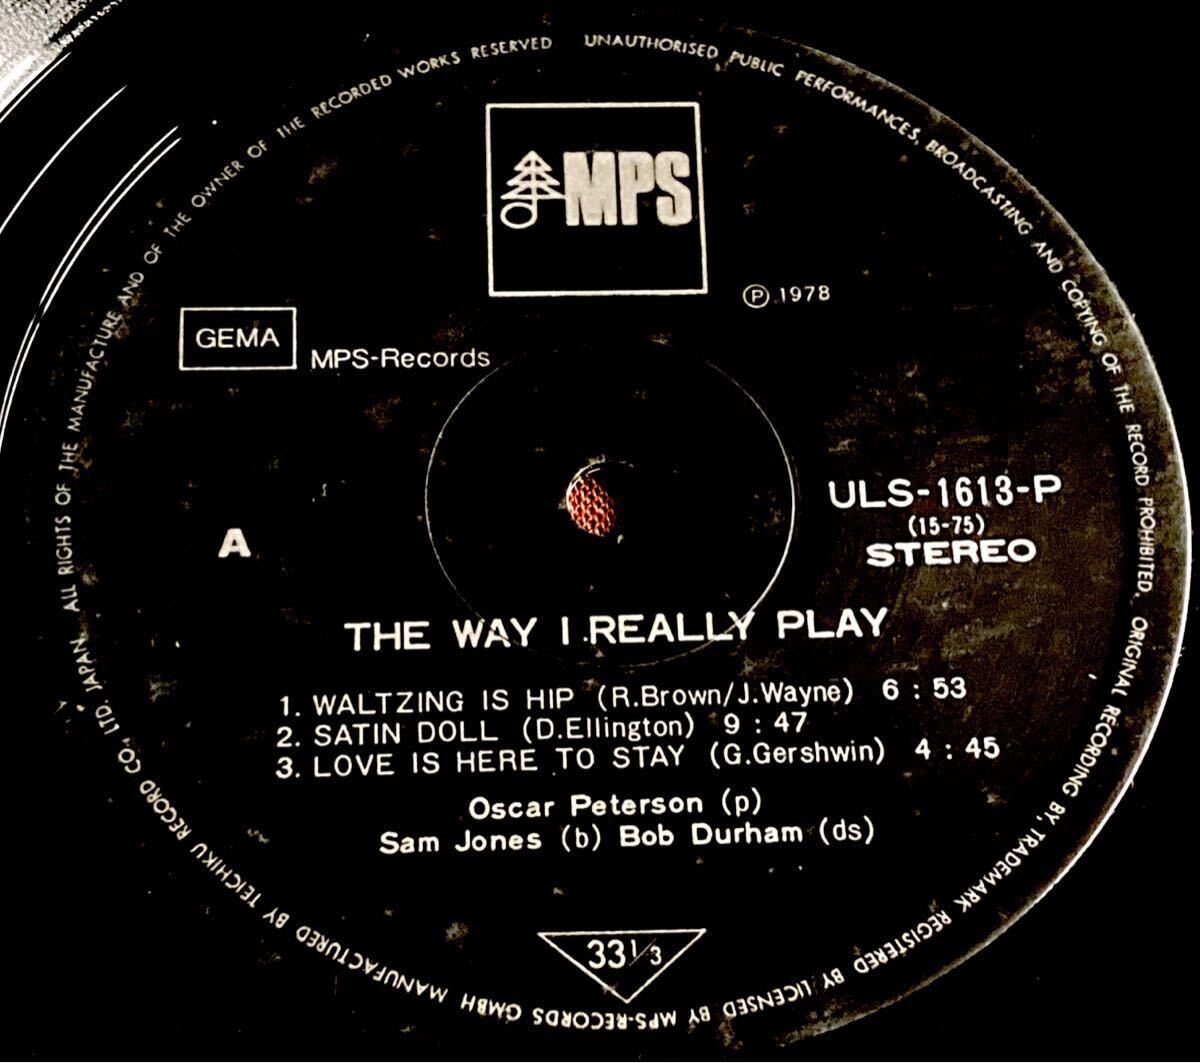 MPS
Ⓟ 1978
GEMA
MPS-Records
ULS-1613-P
(15-75)
STEREO
A
THE WAY I REALLY PLAY
1. WALTZING IS HIP (R.Brown/J.Wayne) 6 : 53
2. SATIN DOLL (D.Ellington) 9 : 47
3. LOVE IS HERE TO STAY (G.Gershwin) 4 : 45
Oscar Peterson (p)
Sam Jones (b) Bob Durham (ds)
33 1/3
MANUFACTURED BY TEICHIKU RECORD CO., LTD. JAPAN. ALL RIGHTS OF THE MANUFACTURE AND OF THE OWNER OF THE RECORDED WORKS RESERVED UNAUTHORISED PUBLIC PERFORMANCES, BROADCASTING AND COPYING OF THE RECORD PROHIBITED. ORIGINAL RECORDING BY, TRADEMARK REGISTERED BY LICENSED BY MPS-RECORDS GMBH